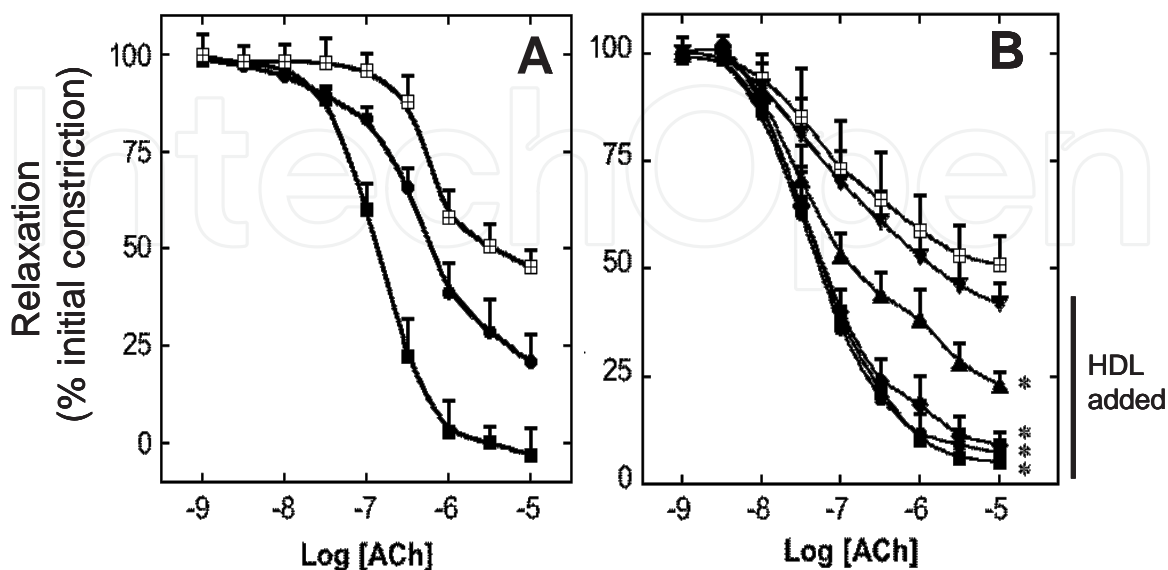 A
B
Relaxation
(% initial constriction)
100
75
50
25
0
-9 -8 -7 -6 -5
Log [ACh]
100
75
50
25
0
-9 -8 -7 -6 -5
Log [ACh]
*
*
*
*
HDL
added
IntechOpen